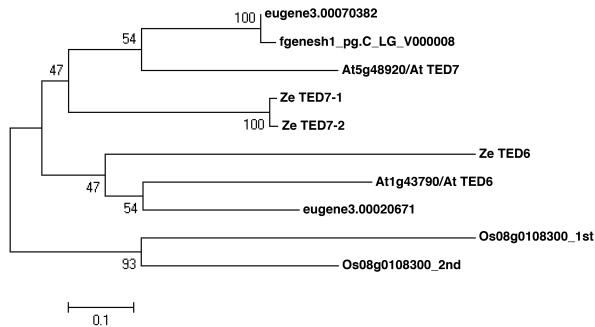 100 eugene3.00070382
54
fgenesh1_pg.C_LG_V000008
47
At5g48920/At TED7
Ze TED7-1
100 Ze TED7-2
Ze TED6
47
At1g43790/At TED6
54
eugene3.00020671
Os08g0108300_1st
93
Os08g0108300_2nd
0.1